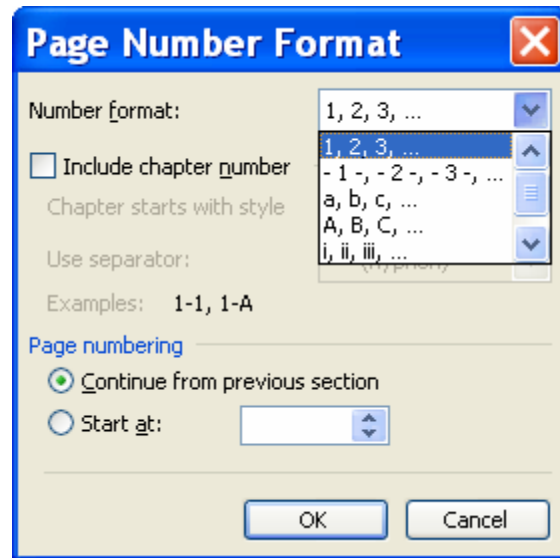 Page Number Format
Number format: 1, 2, 3, ...
1, 2, 3, ...
- 1 -, - 2 -, - 3 -, ...
a, b, c, ...
A, B, C, ...
i, ii, iii, ...
Include chapter number
Chapter starts with style
Use separator: - (hyphen)
Examples: 1-1, 1-A
Page numbering
Continue from previous section
Start at:
OK Cancel